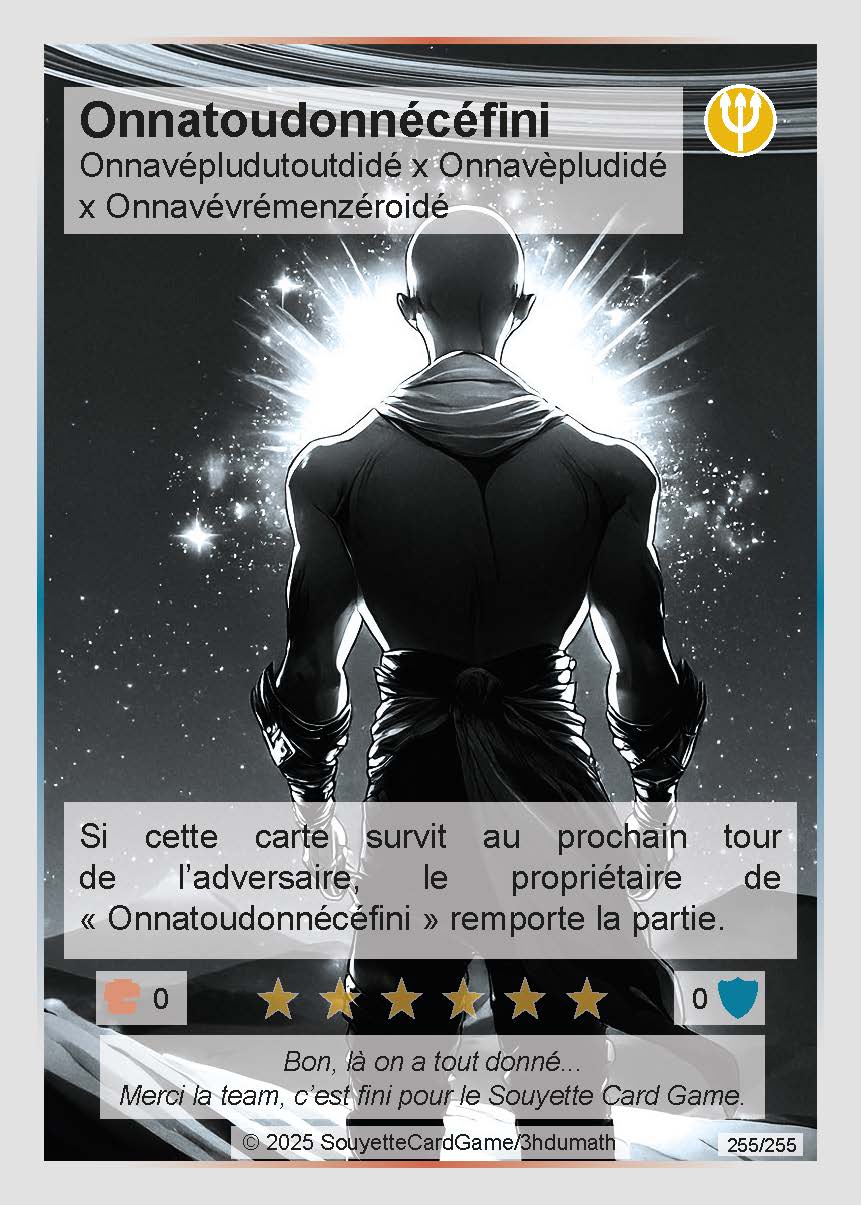 Onnatoudonnécéfini
Onnavépludutoutdidé x Onnavèpludidé
x Onnavévrémenzéroidé
Si cette carte survit au prochain tour
de l’adversaire, le propriétaire de
« Onnatoudonnécéfini » remporte la partie.
0
0
Bon, là on a tout donné...
Merci la team, c’est fini pour le Souyette Card Game.
© 2025 SouyetteCardGame/3hdumath
255/255